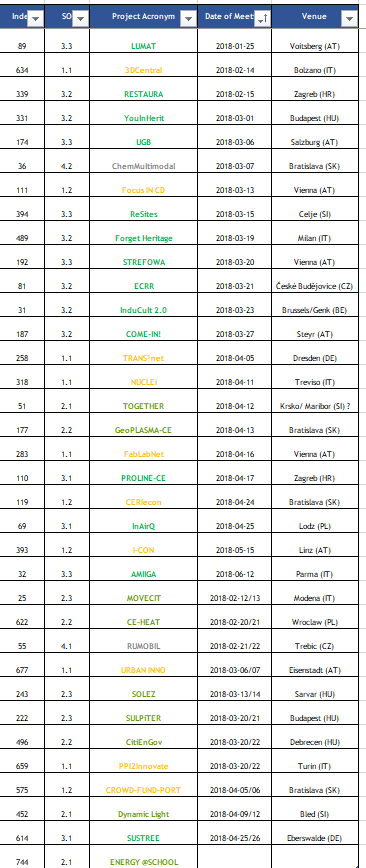 Inde SO Project Acronym Date of Meet Venue
89 3.3 LUMAT 2018-01-25 Voitsberg (AT)
634 1.1 3DCentral 2018-02-14 Bolzano (IT)
339 3.2 RESTAURA 2018-02-15 Zagreb (HR)
331 3.2 YouInHerit 2018-03-01 Budapest (HU)
174 3.3 UGB 2018-03-06 Salzburg (AT)
36 4.2 ChemMultimodal 2018-03-07 Bratislava (SK)
111 1.2 Focus IN CD 2018-03-13 Vienna (AT)
394 3.3 ReSites 2018-03-15 Celje (SI)
489 3.2 Forget Heritage 2018-03-19 Milan (IT)
192 3.3 STREFOWA 2018-03-20 Vienna (AT)
81 3.2 ECRR 2018-03-21 České Budějovice (CZ)
31 3.2 InduCult 2.0 2018-03-23 Brussels/Genk (BE)
187 3.2 COME-IN! 2018-03-27 Steyr (AT)
258 1.1 TRANS³net 2018-04-05 Dresden (DE)
318 1.1 NUCLEI 2018-04-11 Treviso (IT)
51 2.1 TOGETHER 2018-04-12 Krsko/ Maribor (SI) ?
177 2.2 GeoPLASMA-CE 2018-04-13 Bratislava (SK)
283 1.1 FabLabNet 2018-04-16 Vienna (AT)
110 3.1 PROLINE-CE 2018-04-17 Zagreb (HR)
119 1.2 CERIecon 2018-04-24 Bratislava (SK)
69 3.1 InAirQ 2018-04-25 Lodz (PL)
393 1.2 I-CON 2018-05-15 Linz (AT)
32 3.3 AMIIGA 2018-06-12 Parma (IT)
25 2.3 MOVECIT 2018-02-12/13 Modena (IT)
622 2.2 CE-HEAT 2018-02-20/21 Wroclaw (PL)
55 4.1 RUMOBIL 2018-02-21/22 Trebic (CZ)
677 1.1 URBAN INNO 2018-03-06/07 Eisenstadt (AT)
243 2.3 SOLEZ 2018-03-13/14 Sarvar (HU)
222 2.3 SULPiTER 2018-03-20/21 Budapest (HU)
496 2.2 CitiEnGov 2018-03-20/22 Debrecen (HU)
659 1.1 PPI2Innovate 2018-03-20/22 Turin (IT)
575 1.2 CROWD-FUND-PORT 2018-04-05/06 Bratislava (SK)
452 2.1 Dynamic Light 2018-04-09/12 Bled (SI)
614 3.1 SUSTREE 2018-04-25/26 Eberswalde (DE)
744 2.1 ENERGY @SCHOOL